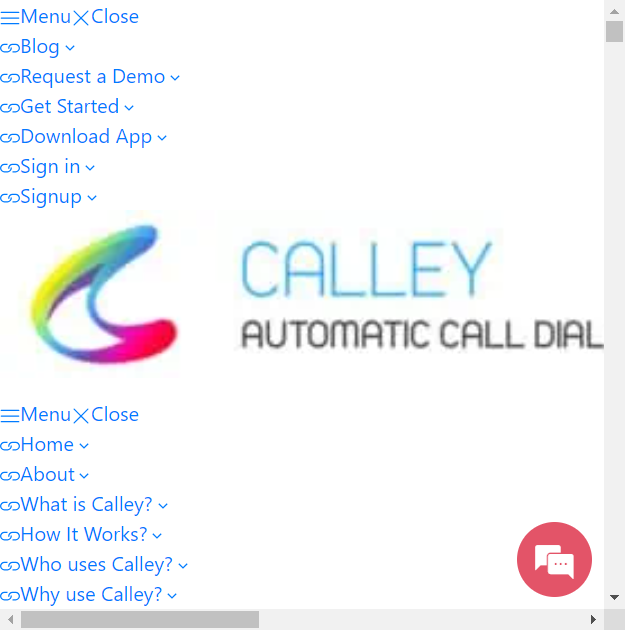 Menu Close
Blog
Request a Demo
Get Started
Download App
Sign in
Signup
CALLEY
AUTOMATIC CALL DIAL
Menu Close
Home
About
What is Calley?
How It Works?
Who uses Calley?
Why use Calley?